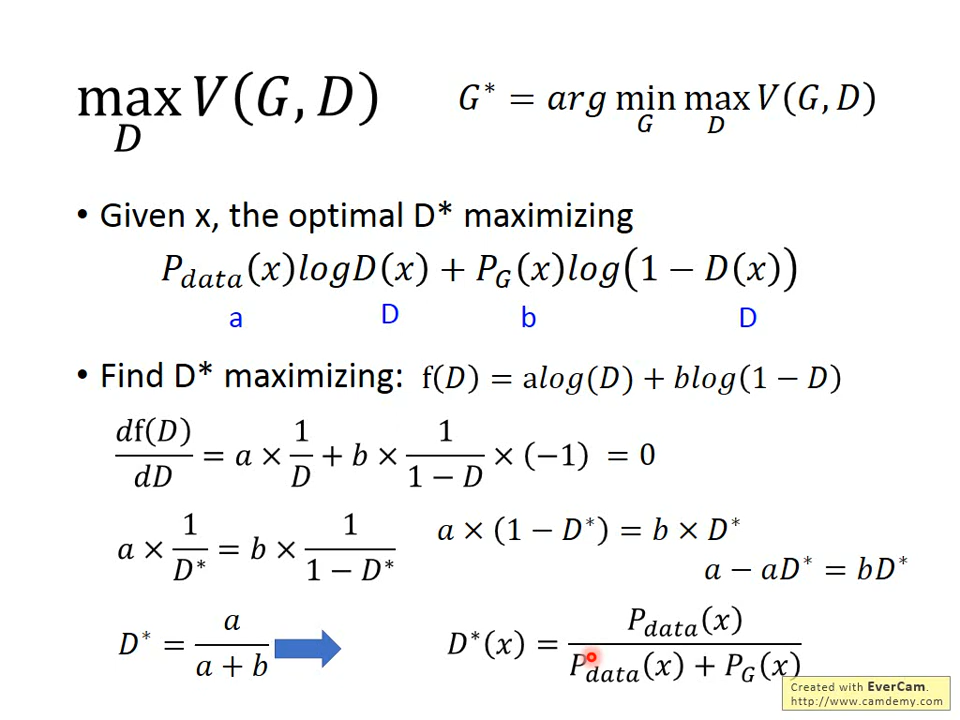 max V(G, D)
D
G* = arg min max V(G, D)
G D
• Given x, the optimal D* maximizing
P_data(x)logD(x) + P_G(x)log(1 − D(x))
a D b D
• Find D* maximizing: f(D) = alog(D) + blog(1 − D)
df(D)/dD = a × 1/D + b × 1/(1 − D) × (−1) = 0
a × 1/D* = b × 1/(1 − D*)
a × (1 − D*) = b × D*
a − aD* = bD*
D* = a/(a + b)
D*(x) = P_data(x)/(P_data(x) + P_G(x))
Created with EverCam.
http://www.camdemy.com